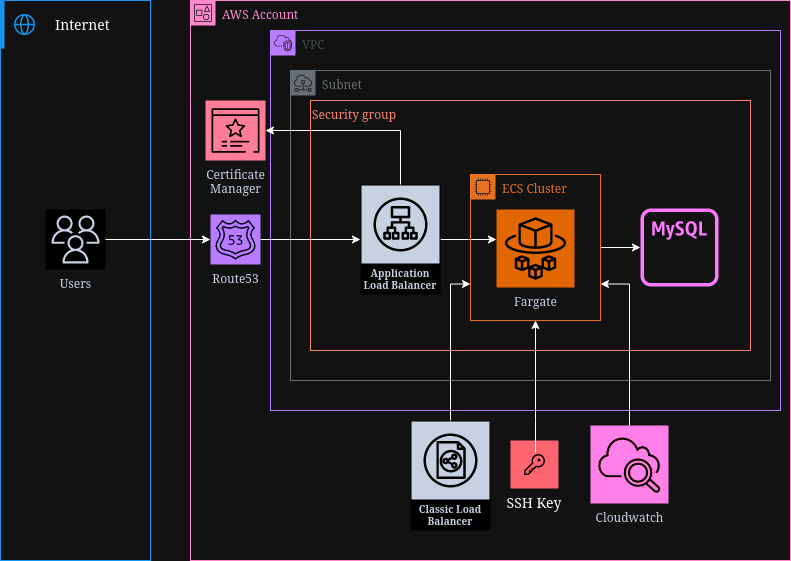 Internet
AWS Account
VPC
Subnet
Security group
Certificate
Manager
ECS Cluster
Users
53
Route53
Application
Load Balancer
Fargate
MySQL
Classic Load
Balancer
SSH Key
Cloudwatch